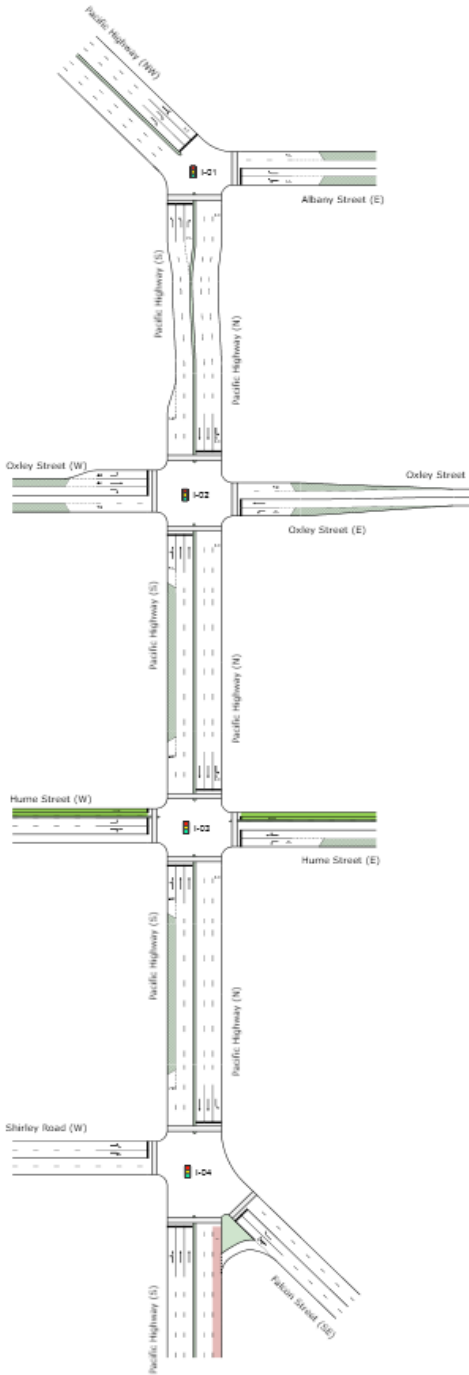 Pacific Highway (NW)
I-01
Albany Street (E)
Pacific Highway (S)
Pacific Highway (N)
Oxley Street (W)
Oxley Street
I-02
Oxley Street (E)
Pacific Highway (S)
Pacific Highway (N)
Hume Street (W)
I-03
Hume Street (E)
Pacific Highway (S)
Pacific Highway (N)
Shirley Road (W)
I-04
Falcon Street (SE)
Pacific Highway (S)